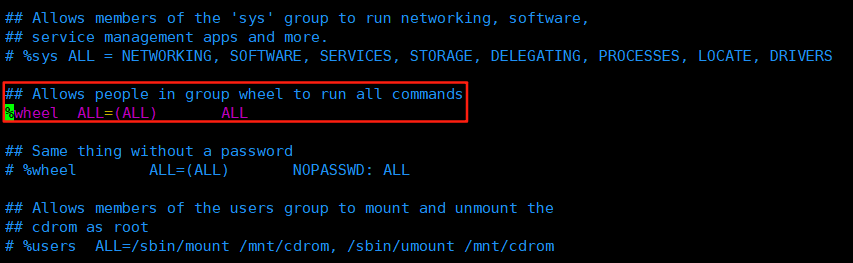 ## Allows members of the 'sys' group to run networking, software,
## service management apps and more.
# %sys ALL = NETWORKING, SOFTWARE, SERVICES, STORAGE, DELEGATING, PROCESSES, LOCATE, DRIVERS
## Allows people in group wheel to run all commands
%wheel  ALL=(ALL)       ALL
## Same thing without a password
# %wheel        ALL=(ALL)       NOPASSWD: ALL
## Allows members of the users group to mount and unmount the
## cdrom as root
# %users  ALL=/sbin/mount /mnt/cdrom, /sbin/umount /mnt/cdrom